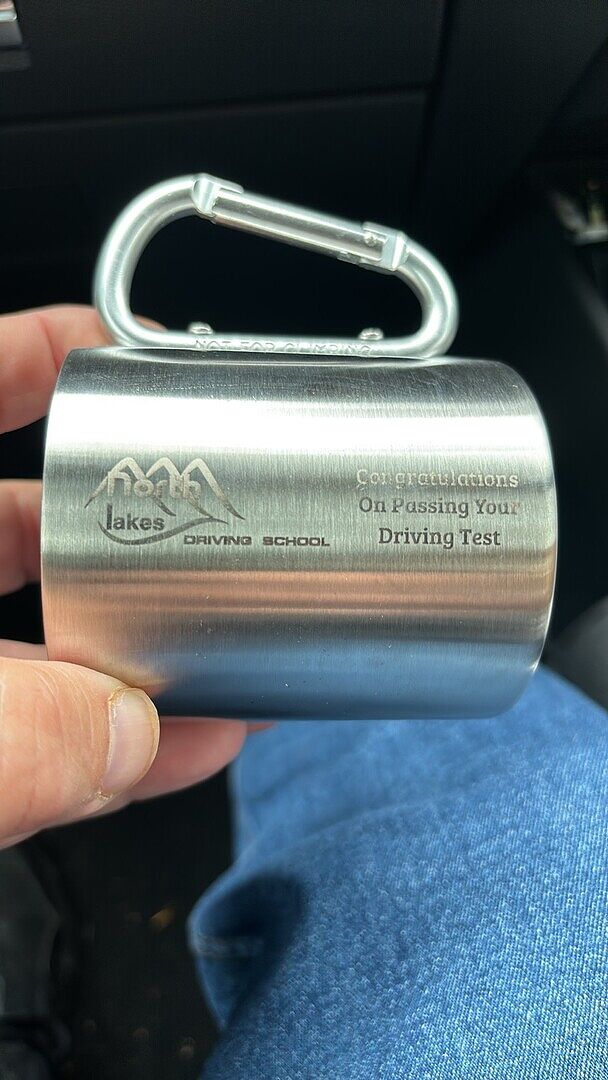 NOT FOR CLIMBING
north
lakes
DRIVING SCHOOL
Congratulations
On Passing Your
Driving Test